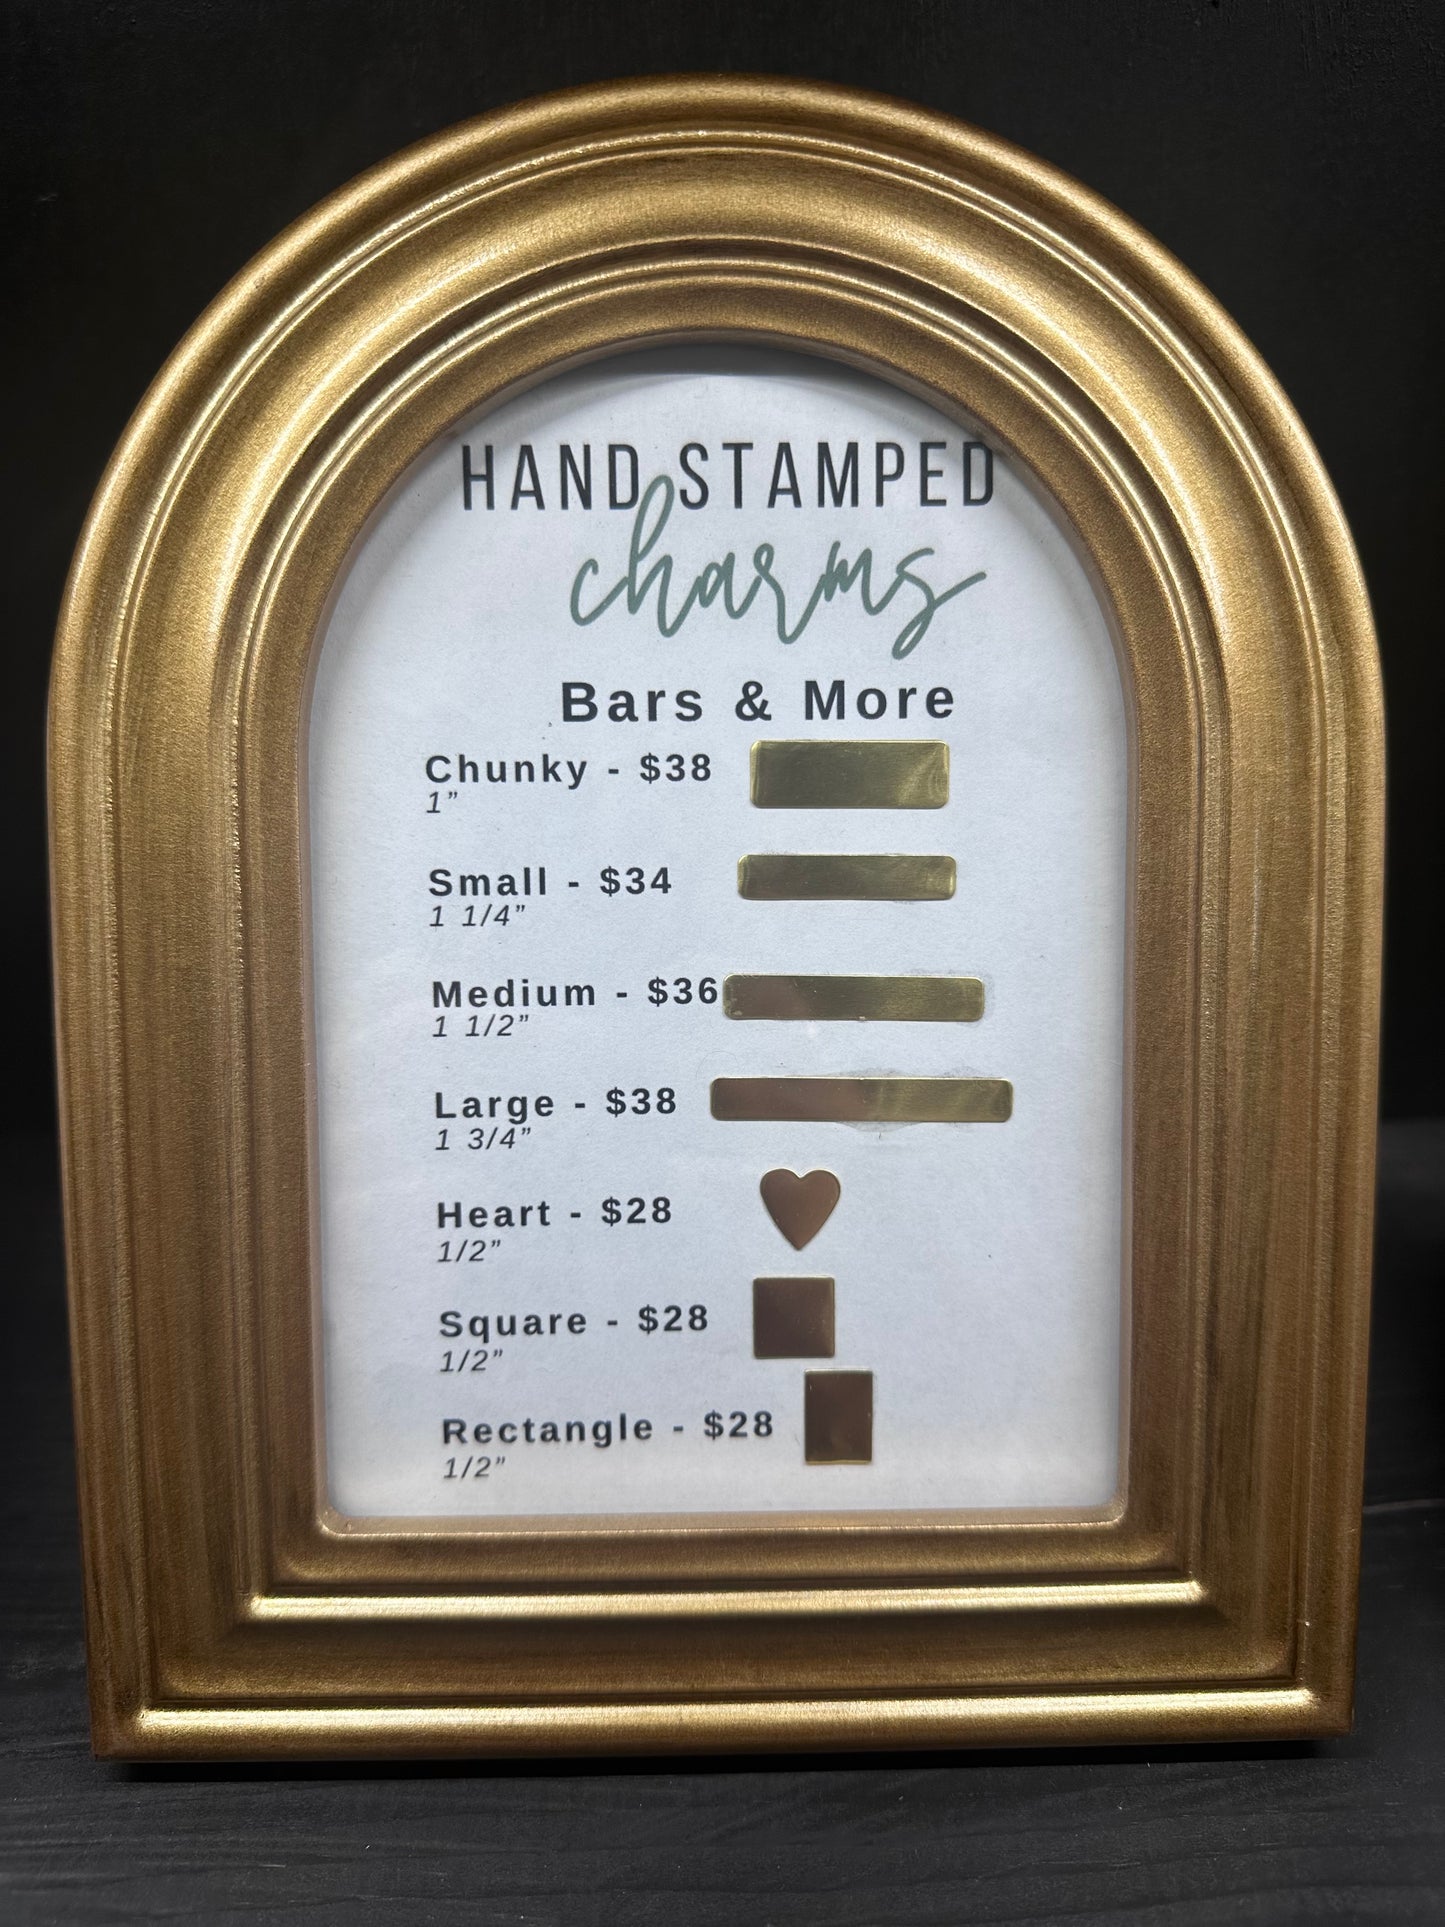 HAND STAMPED
charms
Bars & More
Chunky - $38
1”
Small - $34
1 1/4”
Medium - $36
1 1/2”
Large - $38
1 3/4”
Heart - $28
1/2”
Square - $28
1/2”
Rectangle - $28
1/2”